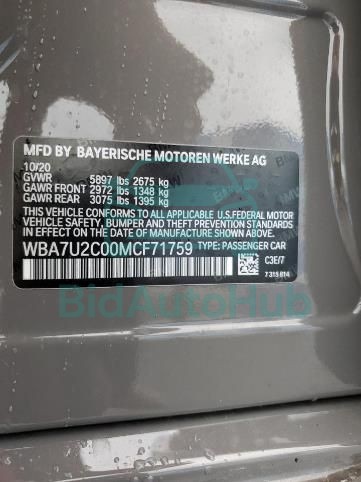 MFD BY BAYERISCHE MOTOREN WERKE AG
10/20
GVWR 5897 lbs 2675 kg
GAWR FRONT 2972 lbs 1348 kg
GAWR REAR 3075 lbs 1395 kg
THIS VEHICLE CONFORMS TO ALL APPLICABLE U.S.FEDERAL
MOTOR VEHICLE SAFETY, BUMPER AND THEFT PREVENTION STANDARDS
IN EFFECT ON THE DATE OF MANUFACTURE SHOWN ABOVE.
WBA7U2C00MCF71759 TYPE: PASSENGER CAR
C3E/7
7 315 814
BidAutoHub